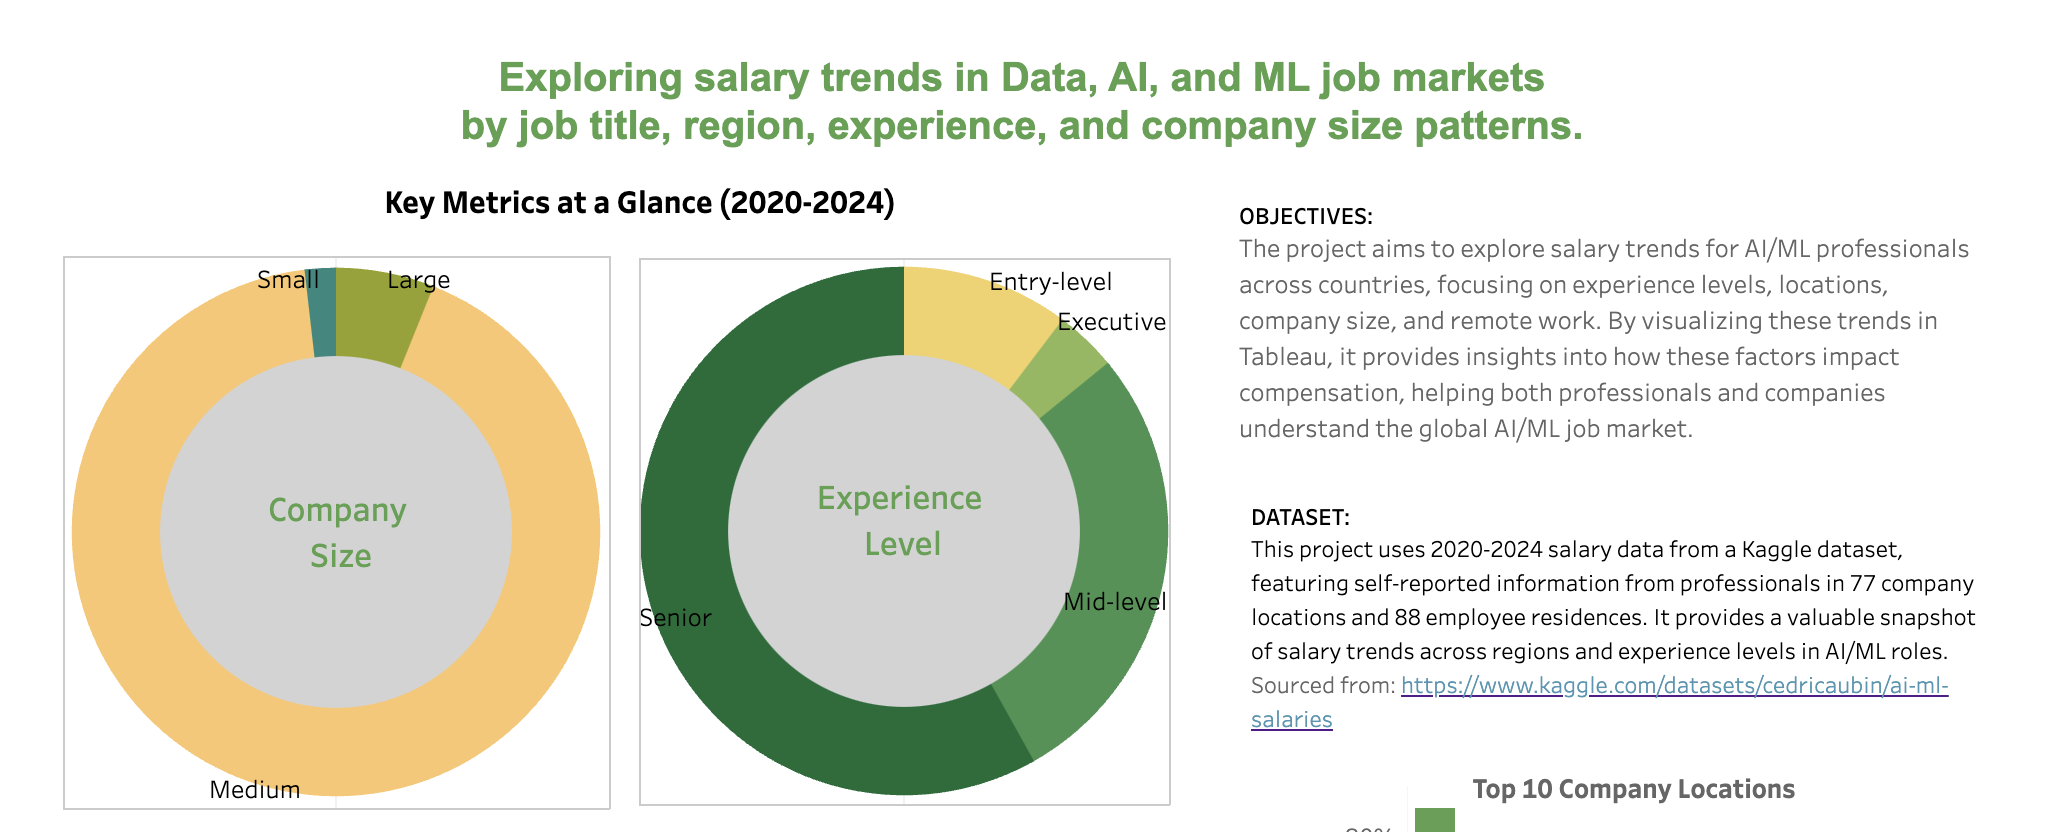 Exploring salary trends in Data, AI, and ML job markets
by job title, region, experience, and company size patterns.
Key Metrics at a Glance (2020-2024)
Small
Large
Company
Size
Medium
Entry-level
Executive
Experience
Level
Mid-level
Senior
OBJECTIVES:
The project aims to explore salary trends for AI/ML professionals
across countries, focusing on experience levels, locations,
company size, and remote work. By visualizing these trends in
Tableau, it provides insights into how these factors impact
compensation, helping both professionals and companies
understand the global AI/ML job market.
DATASET:
This project uses 2020-2024 salary data from a Kaggle dataset,
featuring self-reported information from professionals in 77 company
locations and 88 employee residences. It provides a valuable snapshot
of salary trends across regions and experience levels in AI/ML roles.
Sourced from: https://www.kaggle.com/datasets/cedricaubin/ai-ml-
salaries
Top 10 Company Locations